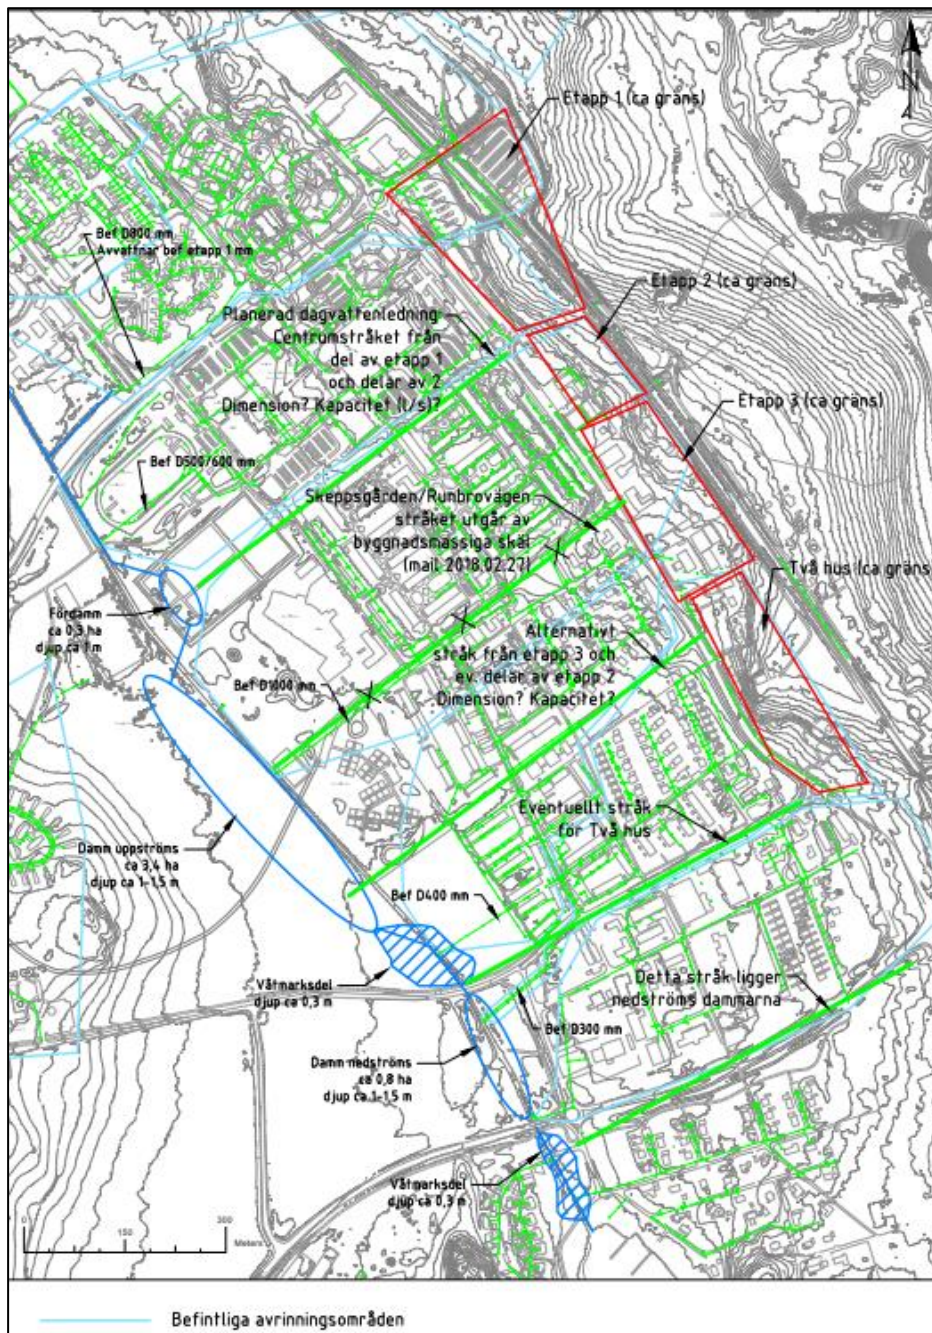 Etapp 1 (ca gräns)
N
Bef D800 mm
Avvattnar bef etapp 1 mm
Etapp 2 (ca gräns)
Planerad dagvattenledning
Centrumstråket från
del av etapp 1
och delar av 2
Dimension? Kapacitet (l/s)?
Etapp 3 (ca gräns)
Bef D500/600 mm
Skeppsgården/Runbrovägen
stråket utgår av
byggnadsmässiga skäl
(mail 2018.02.27)
Två hus (ca gräns
Fördamm
ca 0,3 ha
djup ca 1 m
Alternativt
stråk från etapp 3 och
ev. delar av etapp 2
Dimension? Kapacitet?
Bef D1000 mm
Eventuellt stråk
för Två hus
Damm uppströms
ca 3,4 ha
djup ca 1-1,5 m
Bef D400 mm
Våtmarksdel
djup ca 0,3 m
Detta stråk ligger
nedströms dammarna
Bef D300 mm
Damm nedströms
ca 0,8 ha
djup ca 1-1,5 m
Våtmarksdel
djup ca 0,3 m
0 150 300
Meters
Befintliga avrinningsområden